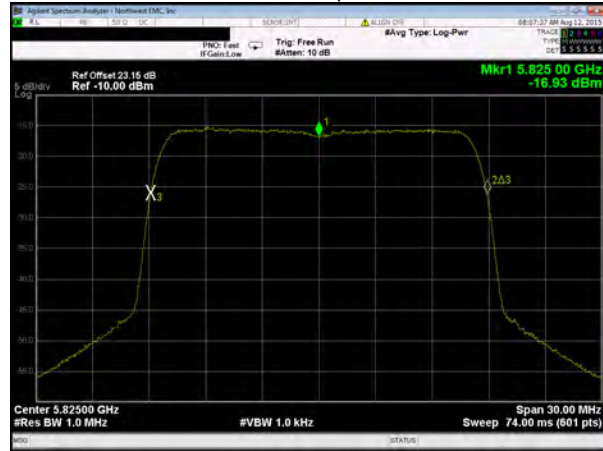 Agilent Spectrum Analyzer - Northwest EMC, Inc
RL RF 50 Ω DC SENSE:INT ALIGN OFF 08:07:37 AM Aug 12, 2015
#Avg Type: Log-Pwr
TRACE 1 2 3 4 5 6
PNO: Fast Trig: Free Run
TYPE
IFGain:Low #Atten: 10 dB
DET S S S S S S
Mkr1 5.825 00 GHz
Ref Offset 23.15 dB
5 dB/div Ref -10.00 dBm
-16.93 dBm
Log
-15.0
1
-20.0
-25.0
2Δ3
3
-30.0
-35.0
-40.0
-45.0
-50.0
-55.0
Center 5.82500 GHz Span 30.00 MHz
#Res BW 1.0 MHz #VBW 1.0 kHz Sweep 74.00 ms (601 pts)
MSG STATUS